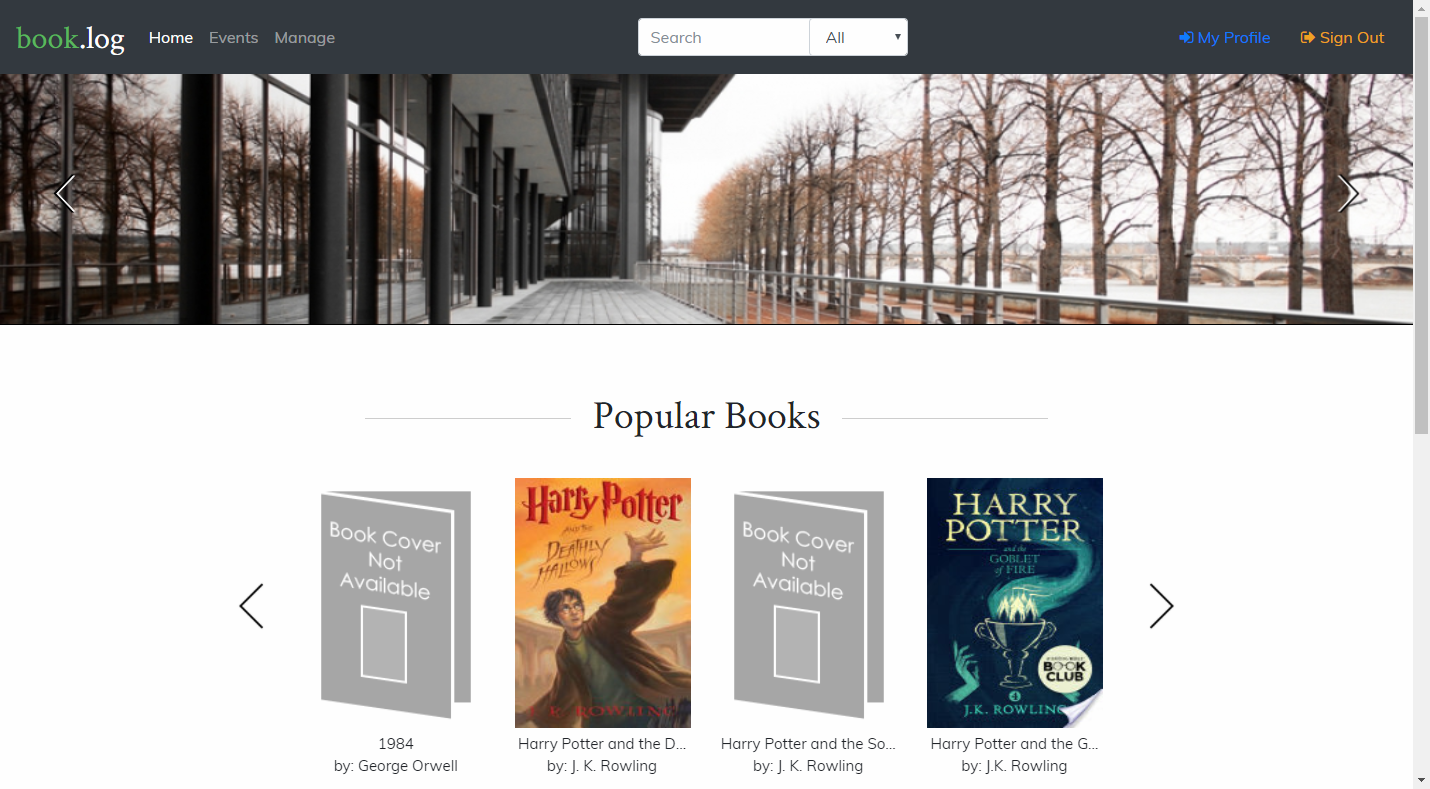 book.log
Home Events Manage
Search
All
My Profile
Sign Out
Popular Books
Book Cover
Not
Available
1984
by: George Orwell
Harry Potter
AND THE
DEATHLY
HALLOWS
J. K. ROWLING
Harry Potter and the D...
by: J. K. Rowling
Book Cover
Not
Available
Harry Potter and the So...
by: J. K. Rowling
HARRY
POTTER
and the
GOBLET
of FIRE
BOOK
CLUB
4
J.K. ROWLING
Harry Potter and the G...
by: J.K. Rowling